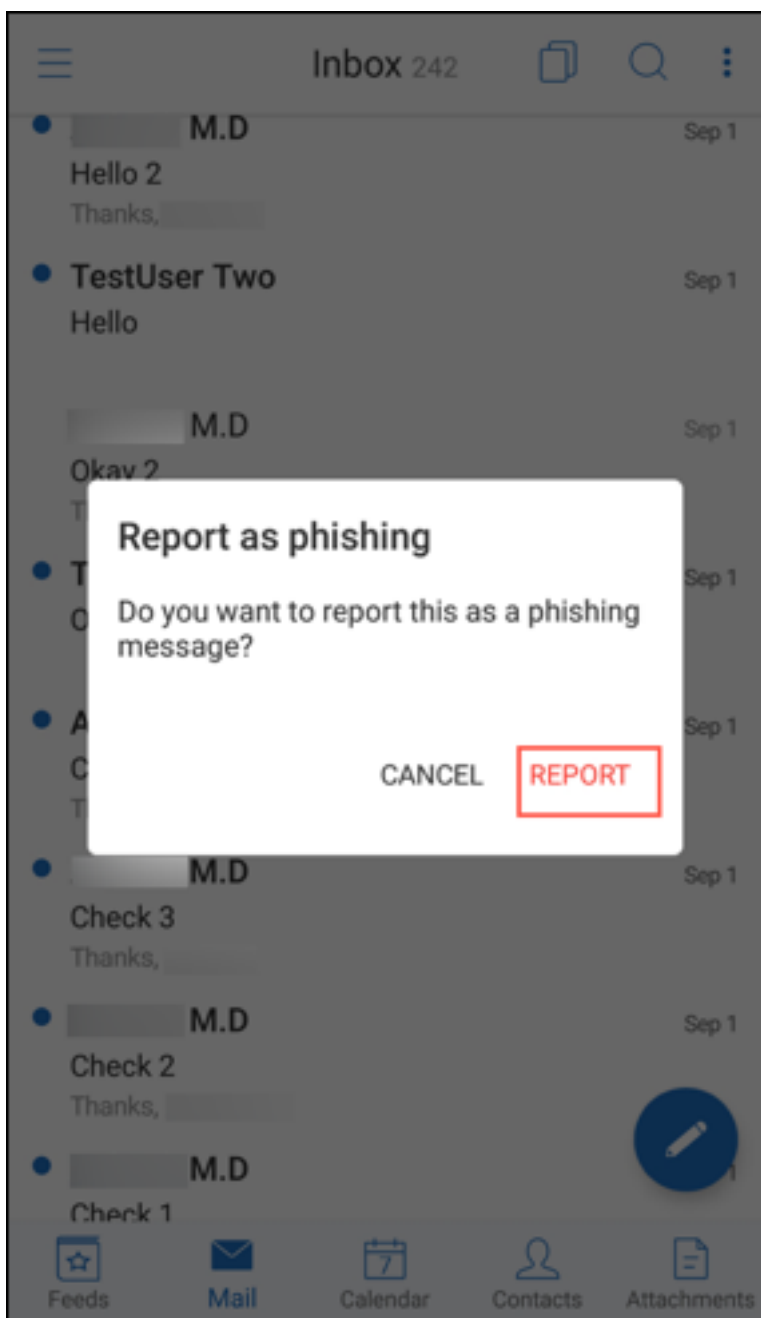 Inbox 242
M.D
Sep 1
Hello 2
Thanks,
TestUser Two
Sep 1
Hello
M.D
Sep 1
Okay 2
T
Report as phishing
T
Sep 1
Do you want to report this as a phishing
message?
A
Sep 1
C
CANCEL REPORT
T
M.D
Sep 1
Check 3
Thanks,
M.D
Sep 1
Check 2
Thanks,
M.D
1
Check 1
7
Feeds Mail Calendar Contacts Attachments